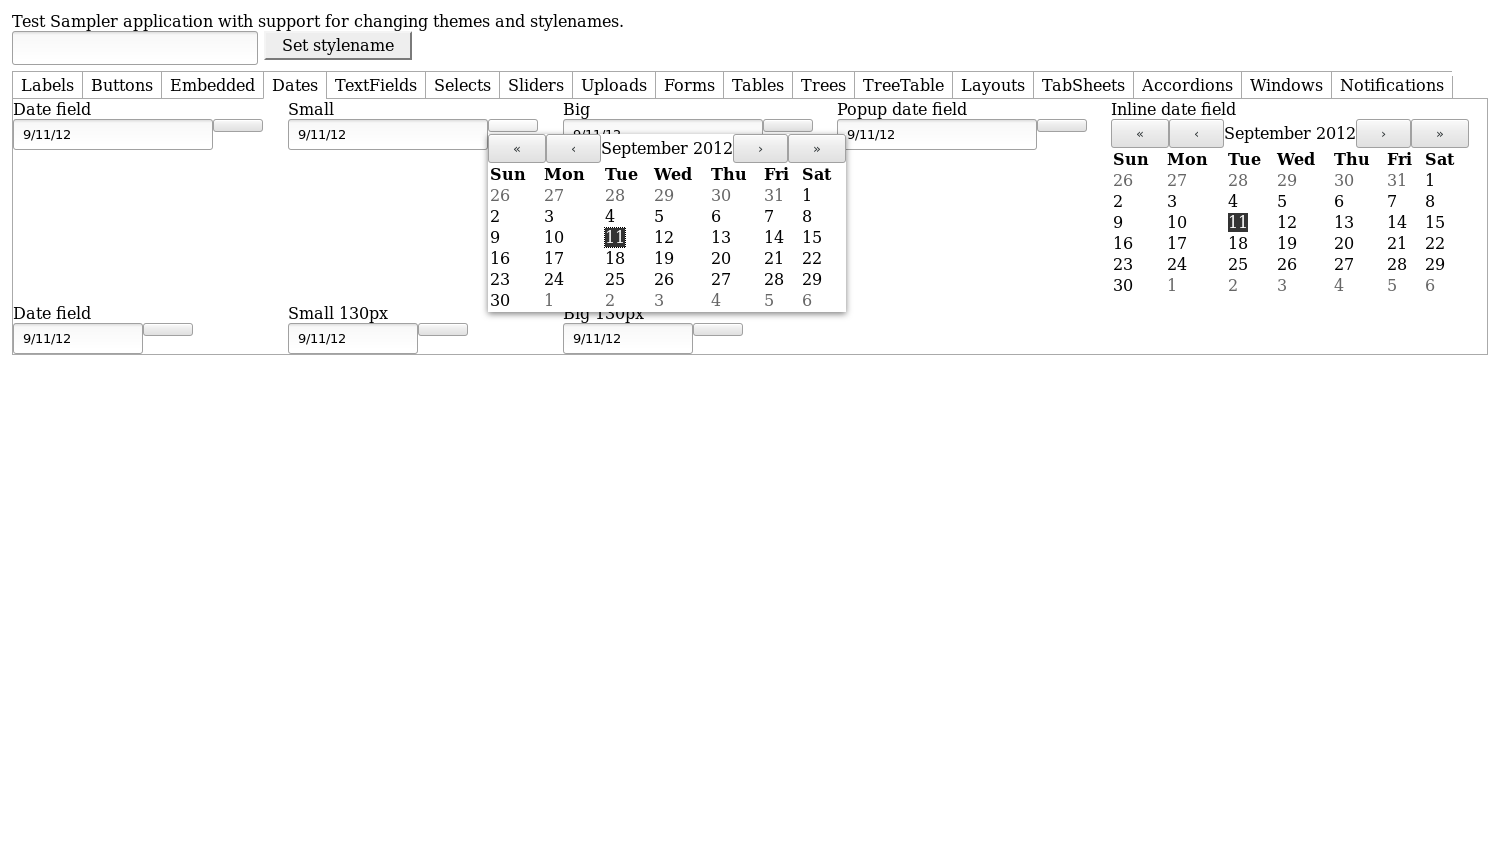 Test Sampler application with support for changing themes and stylenames.
Set stylename
Labels Buttons Embedded Dates TextFields Selects Sliders Uploads Forms Tables Trees TreeTable Layouts TabSheets Accordions Windows Notifications
Date field Small Big Popup date field Inline date field
9/11/12 9/11/12 9/11/12 9/11/12
« ‹ September 2012 › »
Sun Mon Tue Wed Thu Fri Sat
26 27 28 29 30 31 1
2 3 4 5 6 7 8
9 10 11 12 13 14 15
16 17 18 19 20 21 22
23 24 25 26 27 28 29
30 1 2 3 4 5 6
« ‹ September 2012 › »
Sun Mon Tue Wed Thu Fri Sat
26 27 28 29 30 31 1
2 3 4 5 6 7 8
9 10 11 12 13 14 15
16 17 18 19 20 21 22
23 24 25 26 27 28 29
30 1 2 3 4 5 6
Date field Small 130px Big 130px
9/11/12 9/11/12 9/11/12